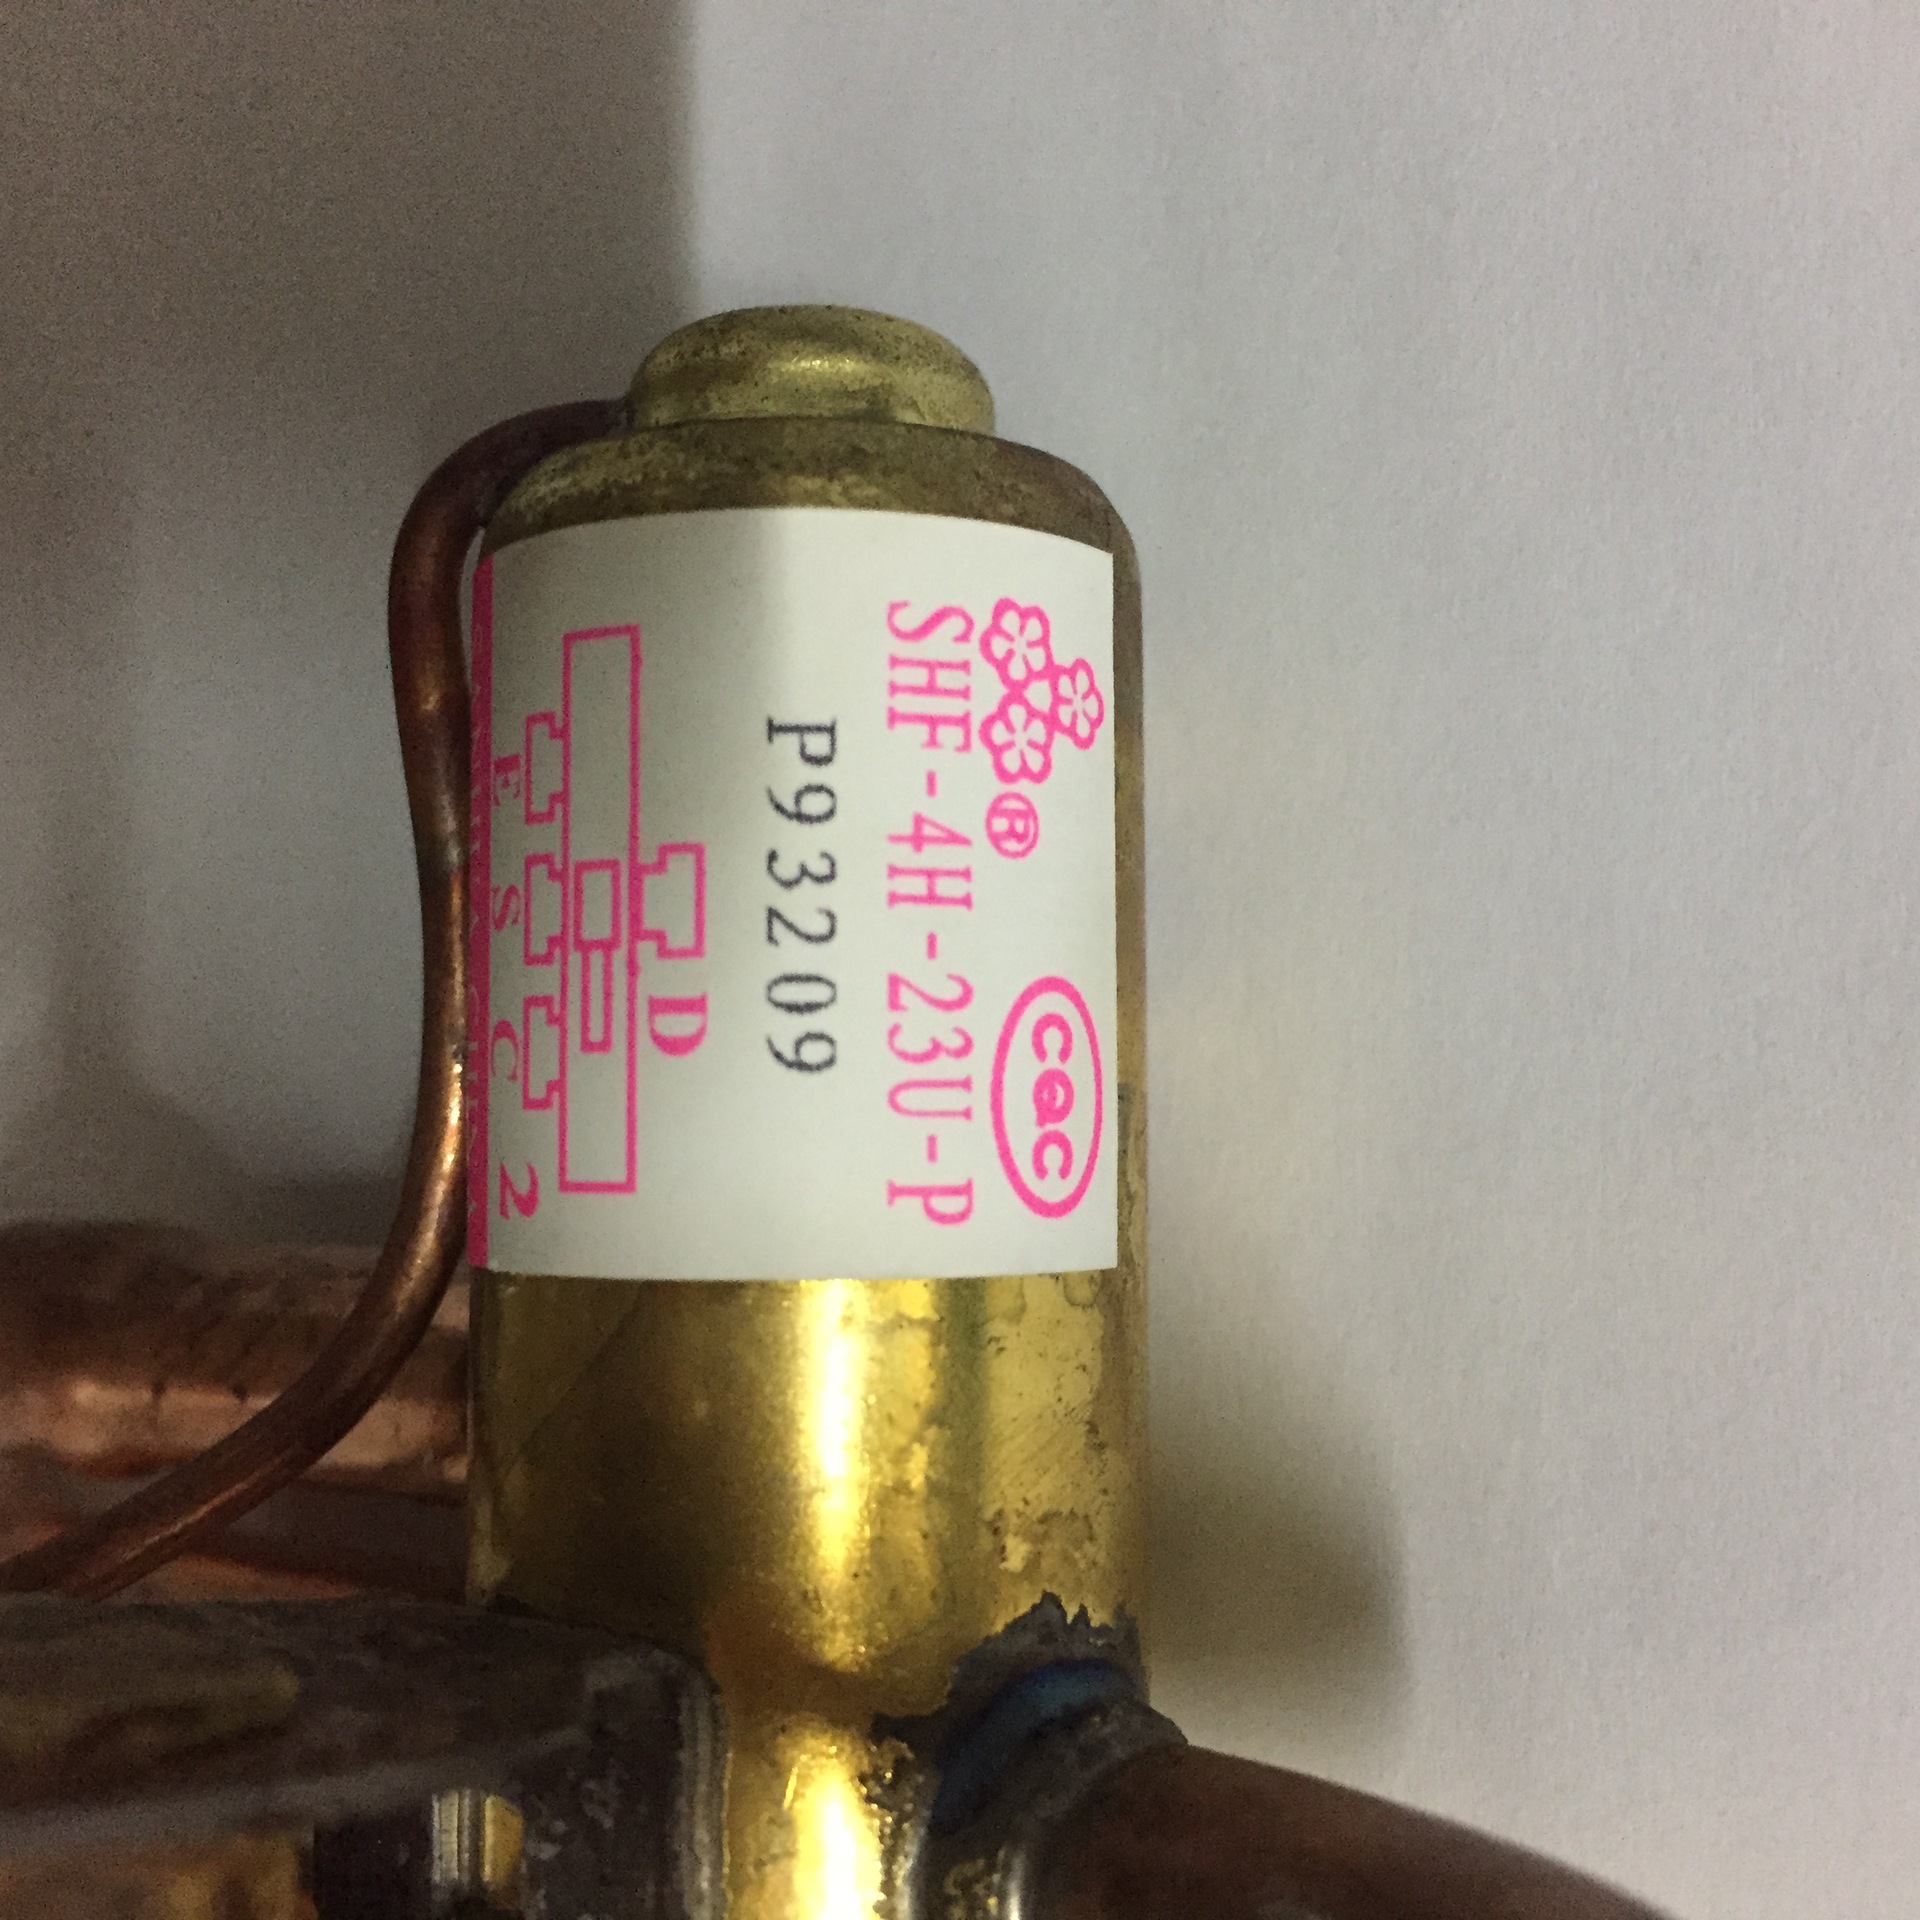 ®
CQC
SHF-4H-23U-P
P93209
D
E S C 2